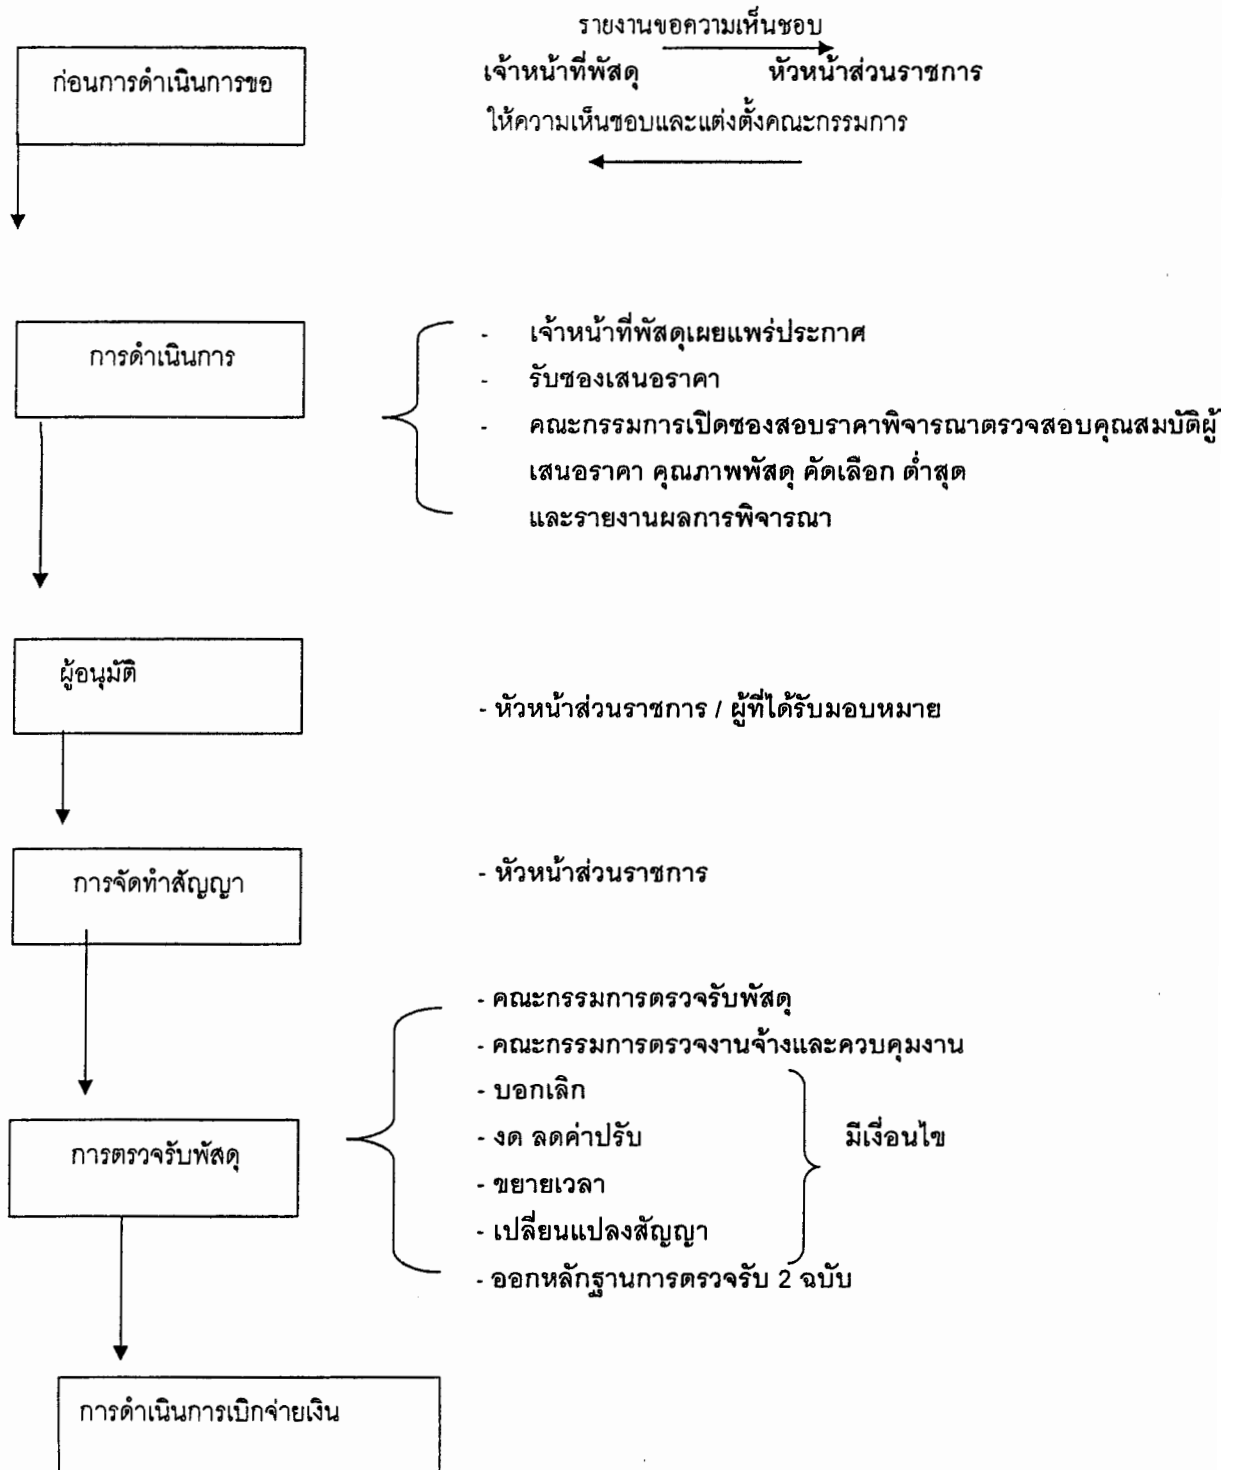 รายงานขอความเห็นชอบ
ก่อนการดำเนินการขอ
เจ้าหน้าที่พัสดุ หัวหน้าส่วนราชการ
ให้ความเห็นชอบและแต่งตั้งคณะกรรมการ
การดำเนินการ
- เจ้าหน้าที่พัสดุเผยแพร่ประกาศ
- รับซองเสนอราคา
- คณะกรรมการเปิดซองสอบราคาพิจารณาตรวจสอบคุณสมบัติผู้
เสนอราคา คุณภาพพัสดุ คัดเลือก ต่ำสุด
และรายงานผลการพิจารณา
ผู้อนุมัติ
- หัวหน้าส่วนราชการ / ผู้ที่ได้รับมอบหมาย
การจัดทำสัญญา
- หัวหน้าส่วนราชการ
- คณะกรรมการตรวจรับพัสดุ
- คณะกรรมการตรวจงานจ้างและควบคุมงาน
- บอกเลิก
- งด ลดค่าปรับ
มีเงื่อนไข
การตรวจรับพัสดุ
- ขยายเวลา
- เปลี่ยนแปลงสัญญา
- ออกหลักฐานการตรวจรับ 2 ฉบับ
การดำเนินการเบิกจ่ายเงิน